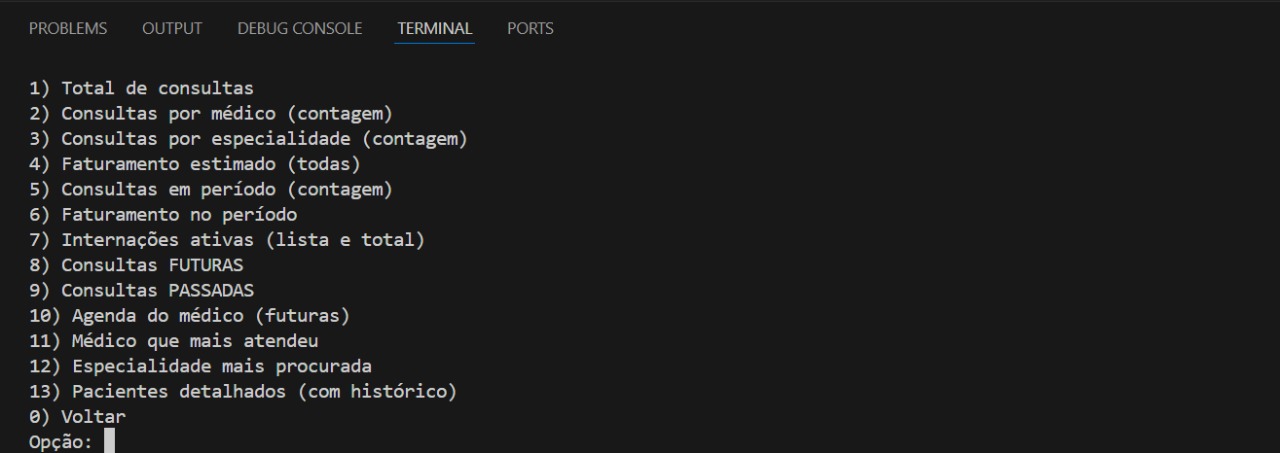 PROBLEMS OUTPUT DEBUG CONSOLE TERMINAL PORTS
1) Total de consultas
2) Consultas por médico (contagem)
3) Consultas por especialidade (contagem)
4) Faturamento estimado (todas)
5) Consultas em período (contagem)
6) Faturamento no período
7) Internações ativas (lista e total)
8) Consultas FUTURAS
9) Consultas PASSADAS
10) Agenda do médico (futuras)
11) Médico que mais atendeu
12) Especialidade mais procurada
13) Pacientes detalhados (com histórico)
0) Voltar
Opção: